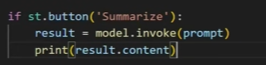 if st.button('Summarize'):
    result = model.invoke(prompt)
    print(result.content)